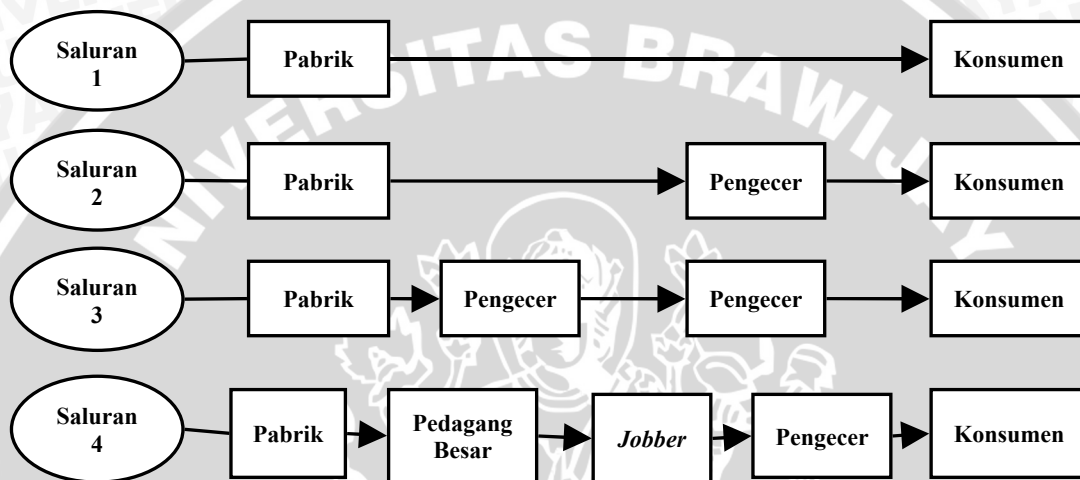 UNIVERSITAS BRAWIJAYA
Saluran
1
Pabrik
Konsumen
Saluran
2
Pabrik
Pengecer
Konsumen
Saluran
3
Pabrik
Pengecer
Pengecer
Konsumen
Saluran
4
Pabrik
Pedagang
Besar
Jobber
Pengecer
Konsumen